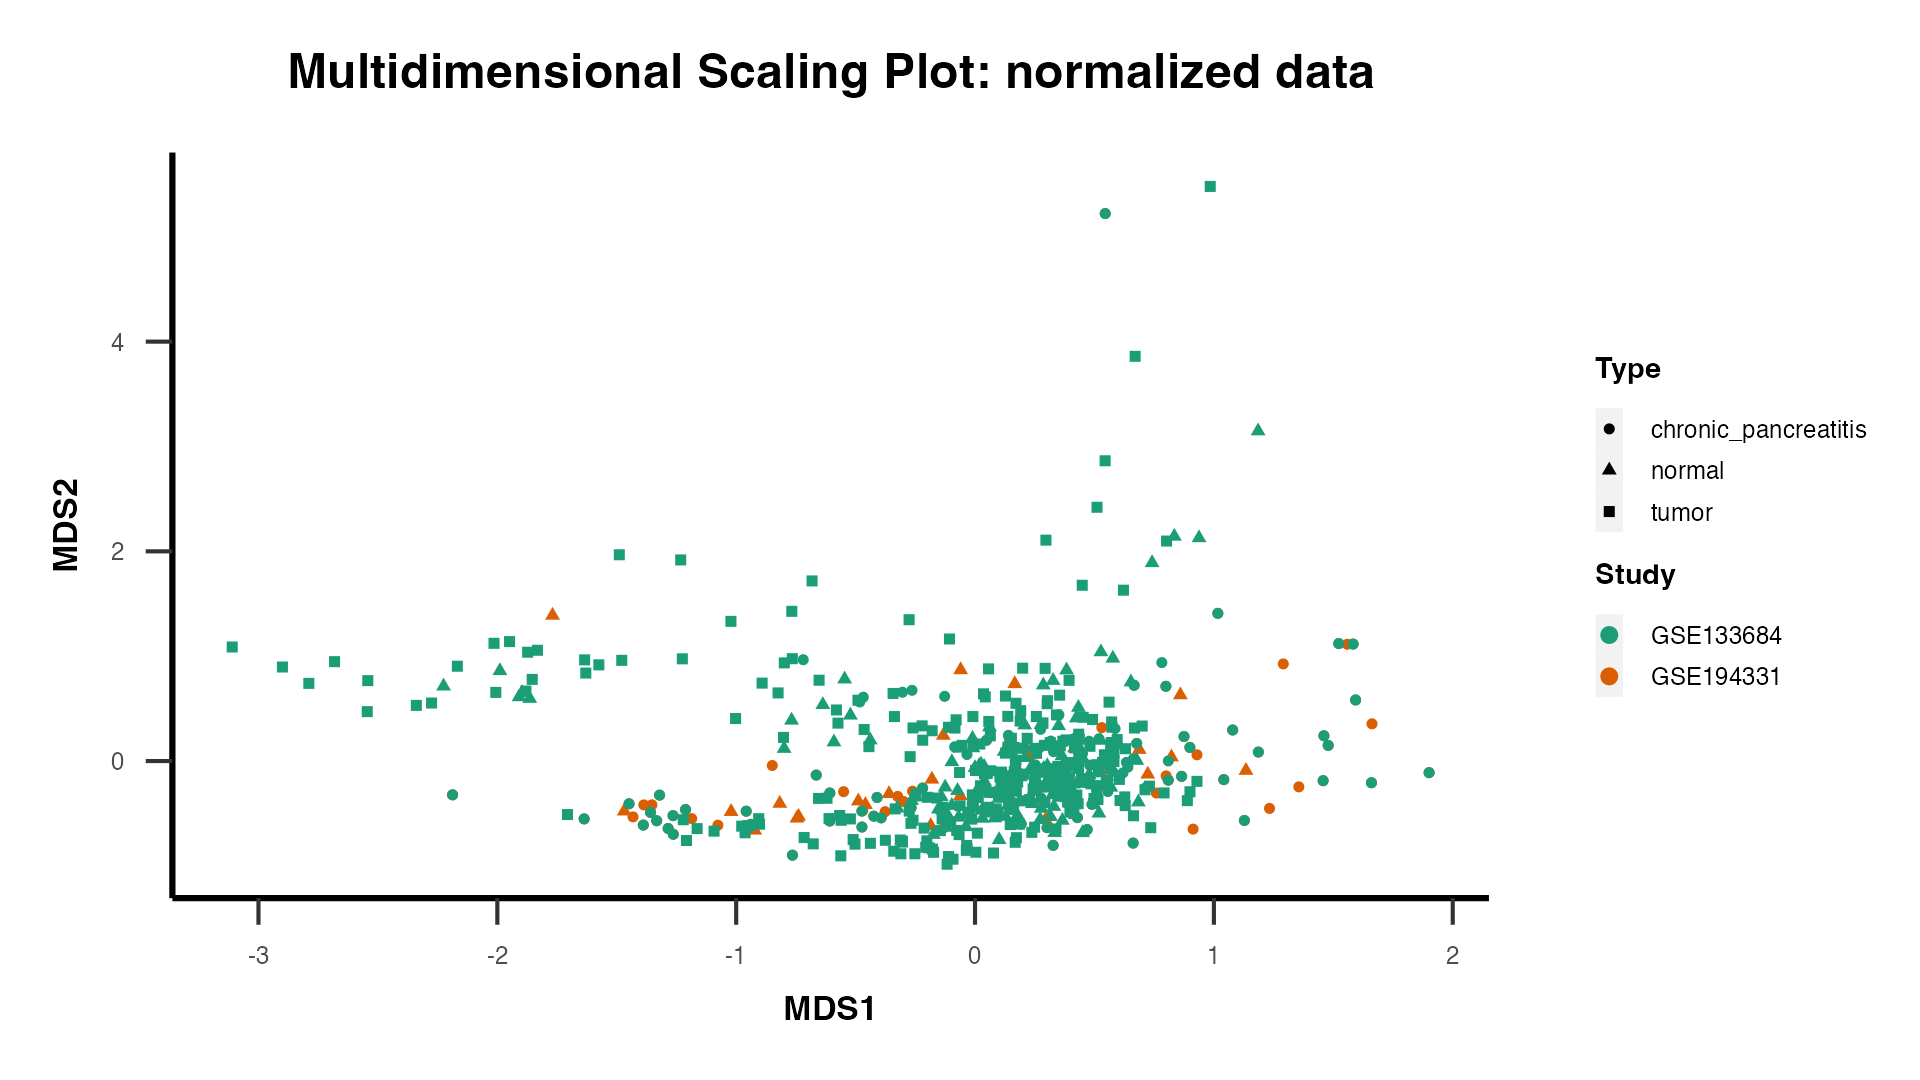 Multidimensional Scaling Plot: normalized data
MDS2
4
2
0
-3 -2 -1 0 1 2
MDS1
Type
chronic_pancreatitis
normal
tumor
Study
GSE133684
GSE194331